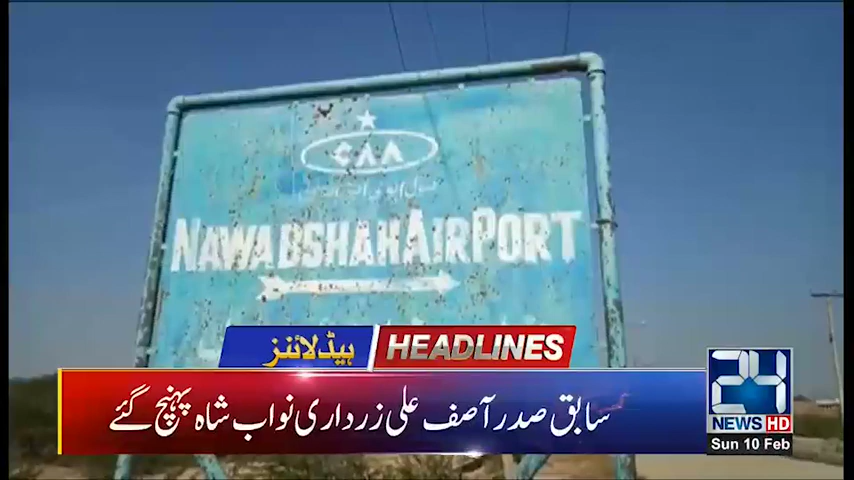 CAA
NAWABSHAH AIRPORT
ہیڈلائنز
HEADLINES
سابق صدر آصف علی زرداری نواب شاہ پہنچ گئے
24
NEWS HD
Sun 10 Feb